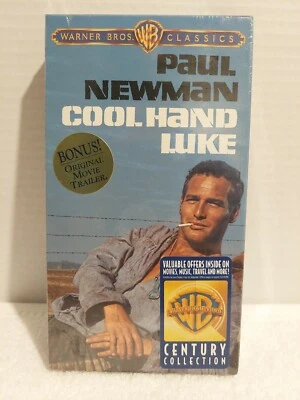 WARNER BROS. WB CLASSICS
PAUL
NEWMAN
COOL HAND
LUKE
BONUS!
ORIGINAL
MOVIE
TRAILER.
VALUABLE OFFERS INSIDE ON
MOVIES, MUSIC, TRAVEL AND MORE!
WB
CENTURY
COLLECTION